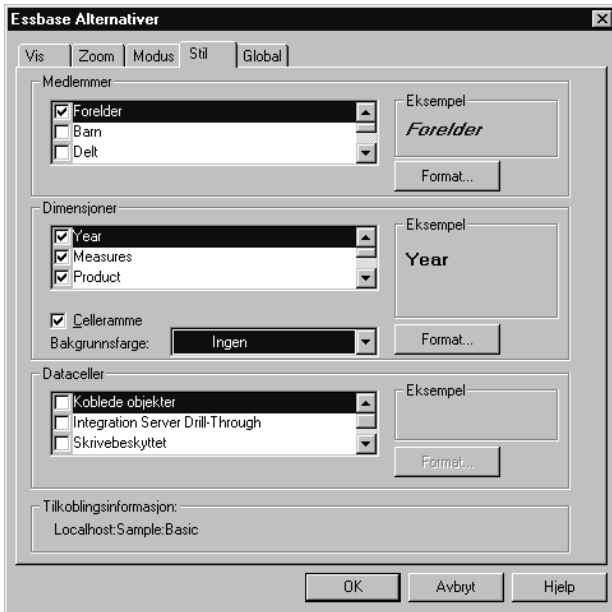 Essbase Alternativer
Vis Zoom Modus Stil Global
Medlemmer
Forelder
Barn
Delt
Eksempel
Forelder
Format...
Dimensjoner
Year
Measures
Product
Eksempel
Year
Celleramme
Bakgrunnsfarge: Ingen
Format...
Dataceller
Koblede objekter
Integration Server Drill-Through
Skrivebeskyttet
Eksempel
Format...
Tilkoblingsinformasjon:
Localhost:Sample:Basic
OK Avbryt Hjelp